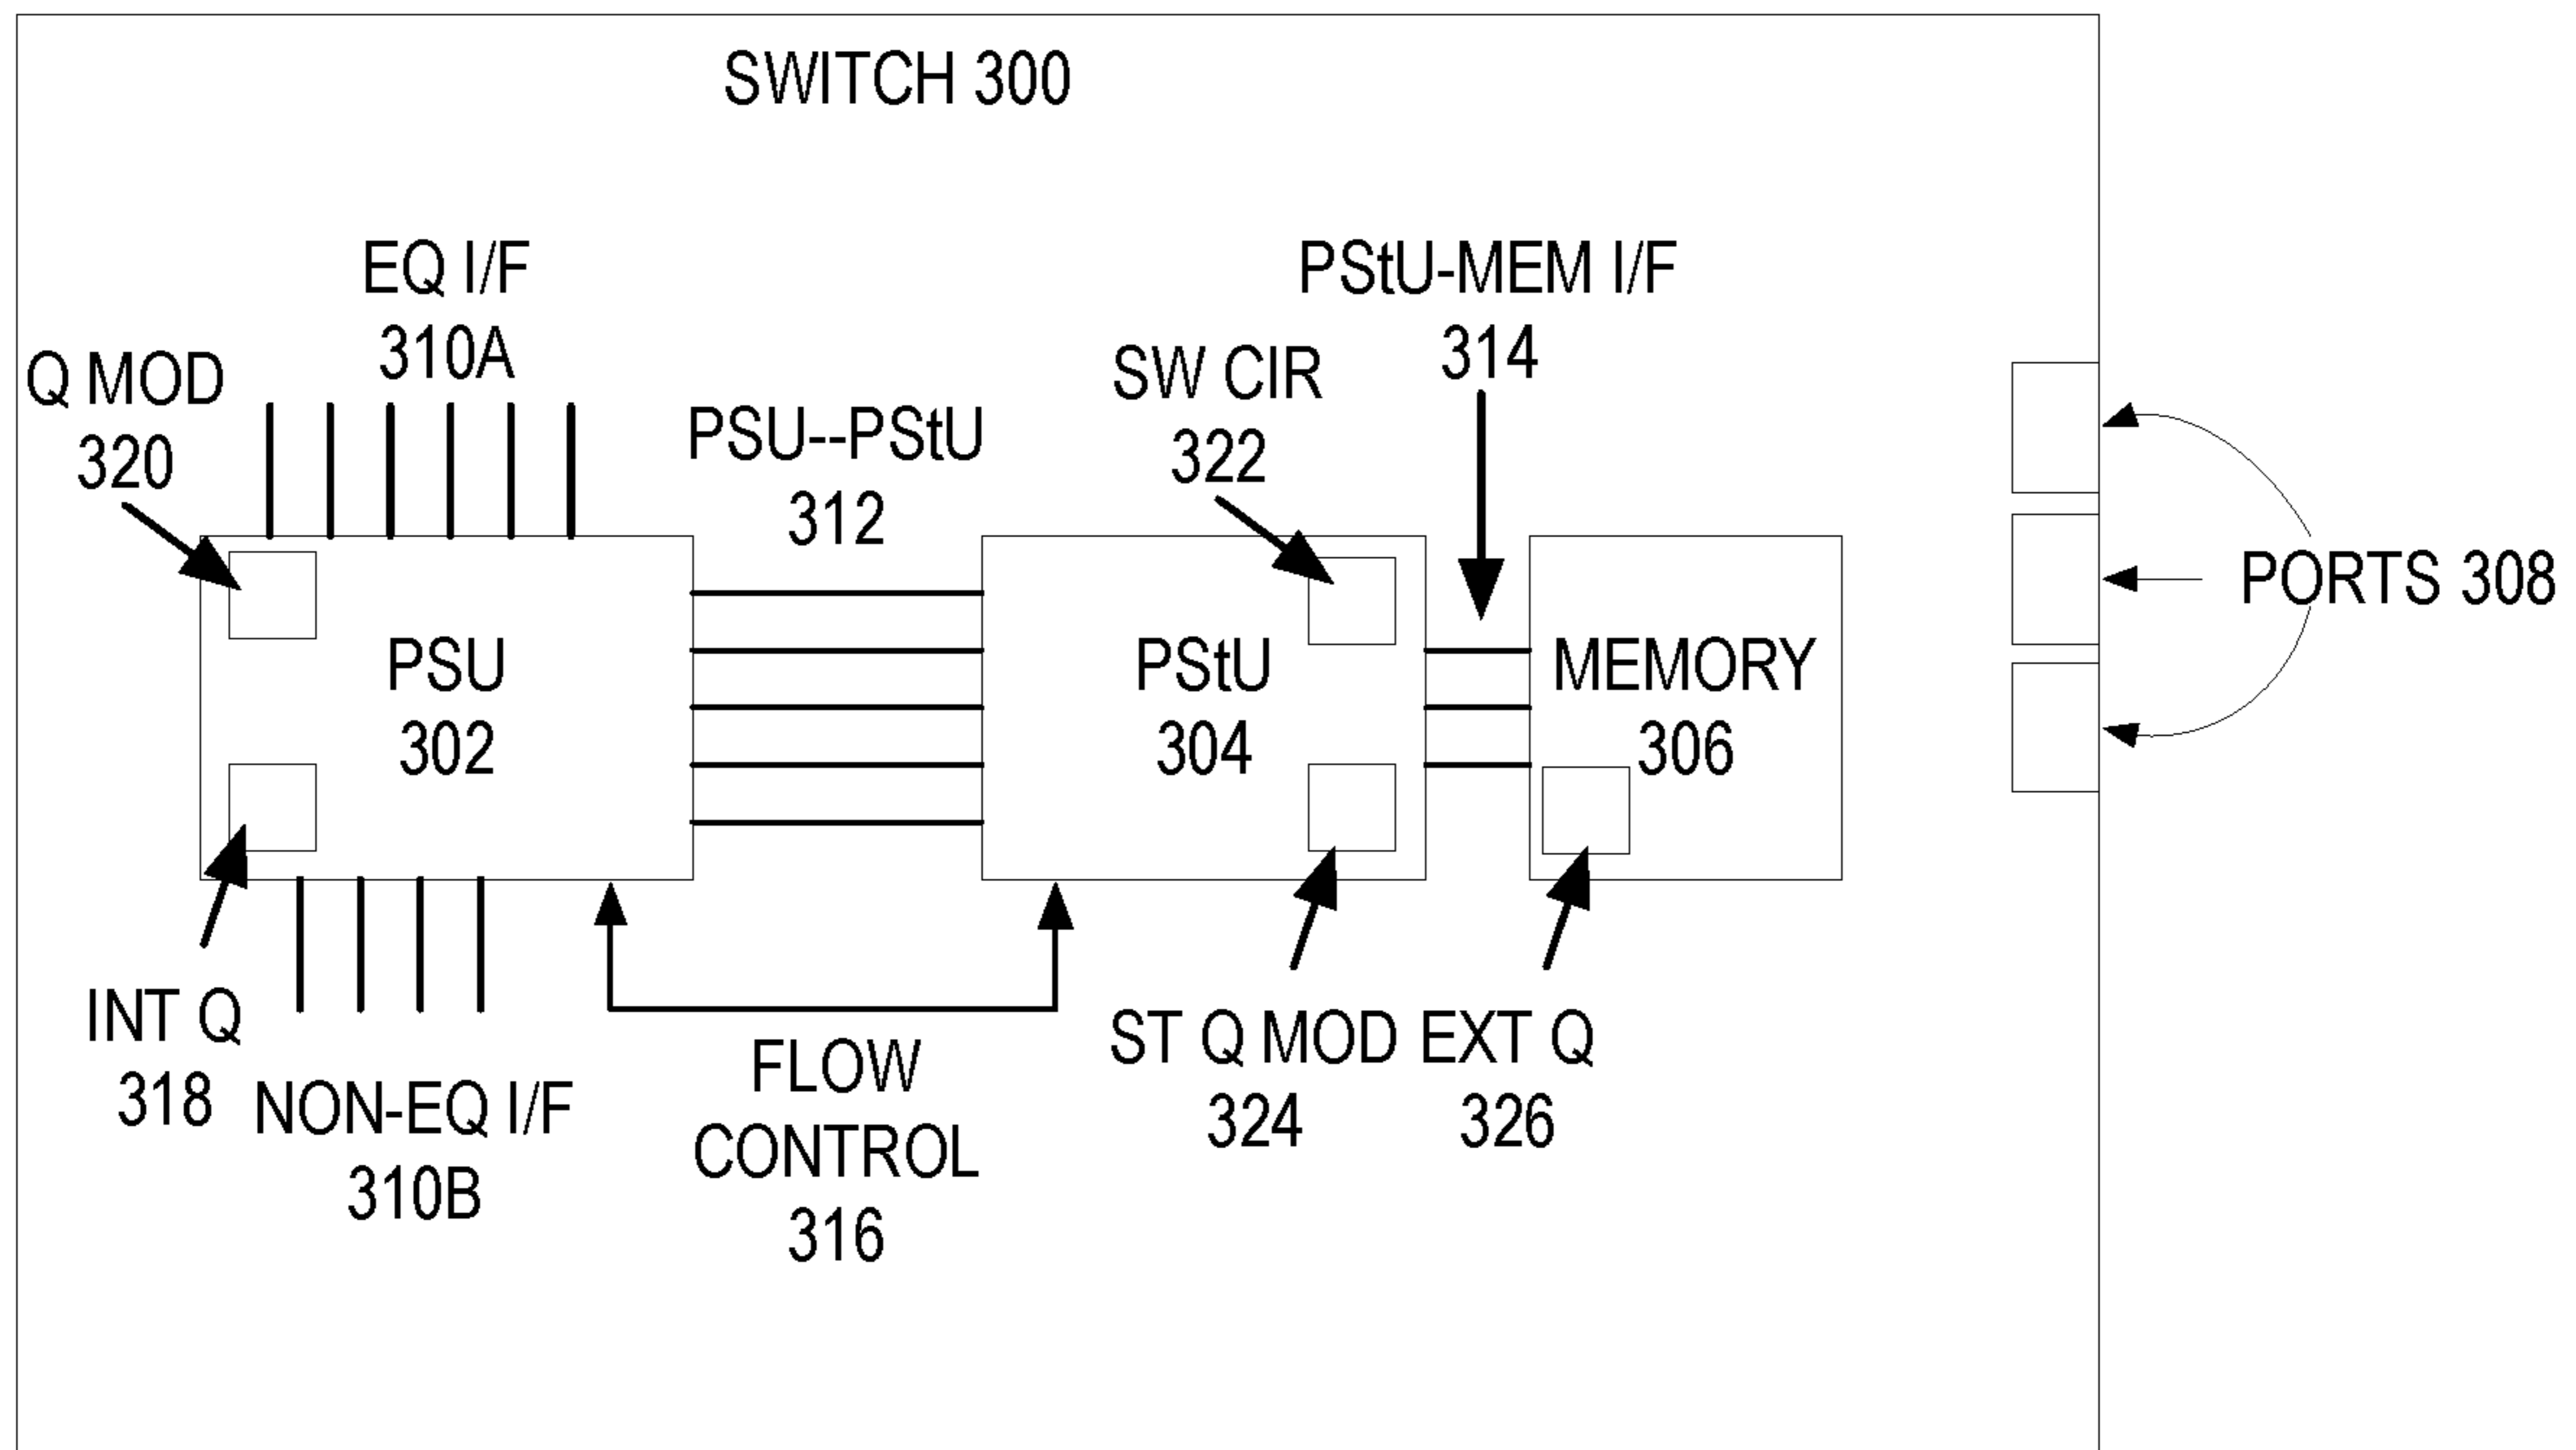 SWITCH 300
EQ I/F
310A
Q MOD
320
PSU--PStU
312
SW CIR
322
PStU-MEM I/F
314
PORTS 308
PSU
302
PStU
304
MEMORY
306
INT Q
318
NON-EQ I/F
310B
FLOW
CONTROL
316
ST Q MOD
324
EXT Q
326